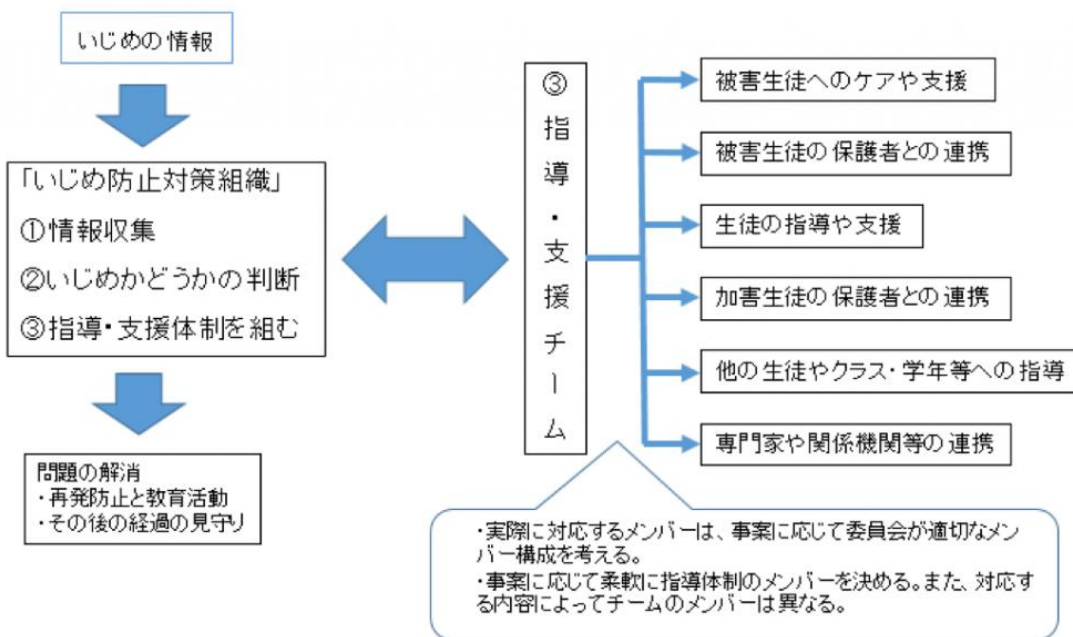 いじめの情報
「いじめ防止対策組織」
①情報収集
②いじめかどうかの判断
③指導・支援体制を組む
問題の解消
・再発防止と教育活動
・その後の経過の見守り
③指導・支援チーム
被害生徒へのケアや支援
被害生徒の保護者との連携
生徒の指導や支援
加害生徒の保護者との連携
他の生徒やクラス・学年等への指導
専門家や関係機関等の連携
・実際に対応するメンバーは、事案に応じて委員会が適切なメン
バー構成を考える。
・事案に応じて柔軟に指導体制のメンバーを決める。また、対応す
る内容によってチームのメンバーは異なる。